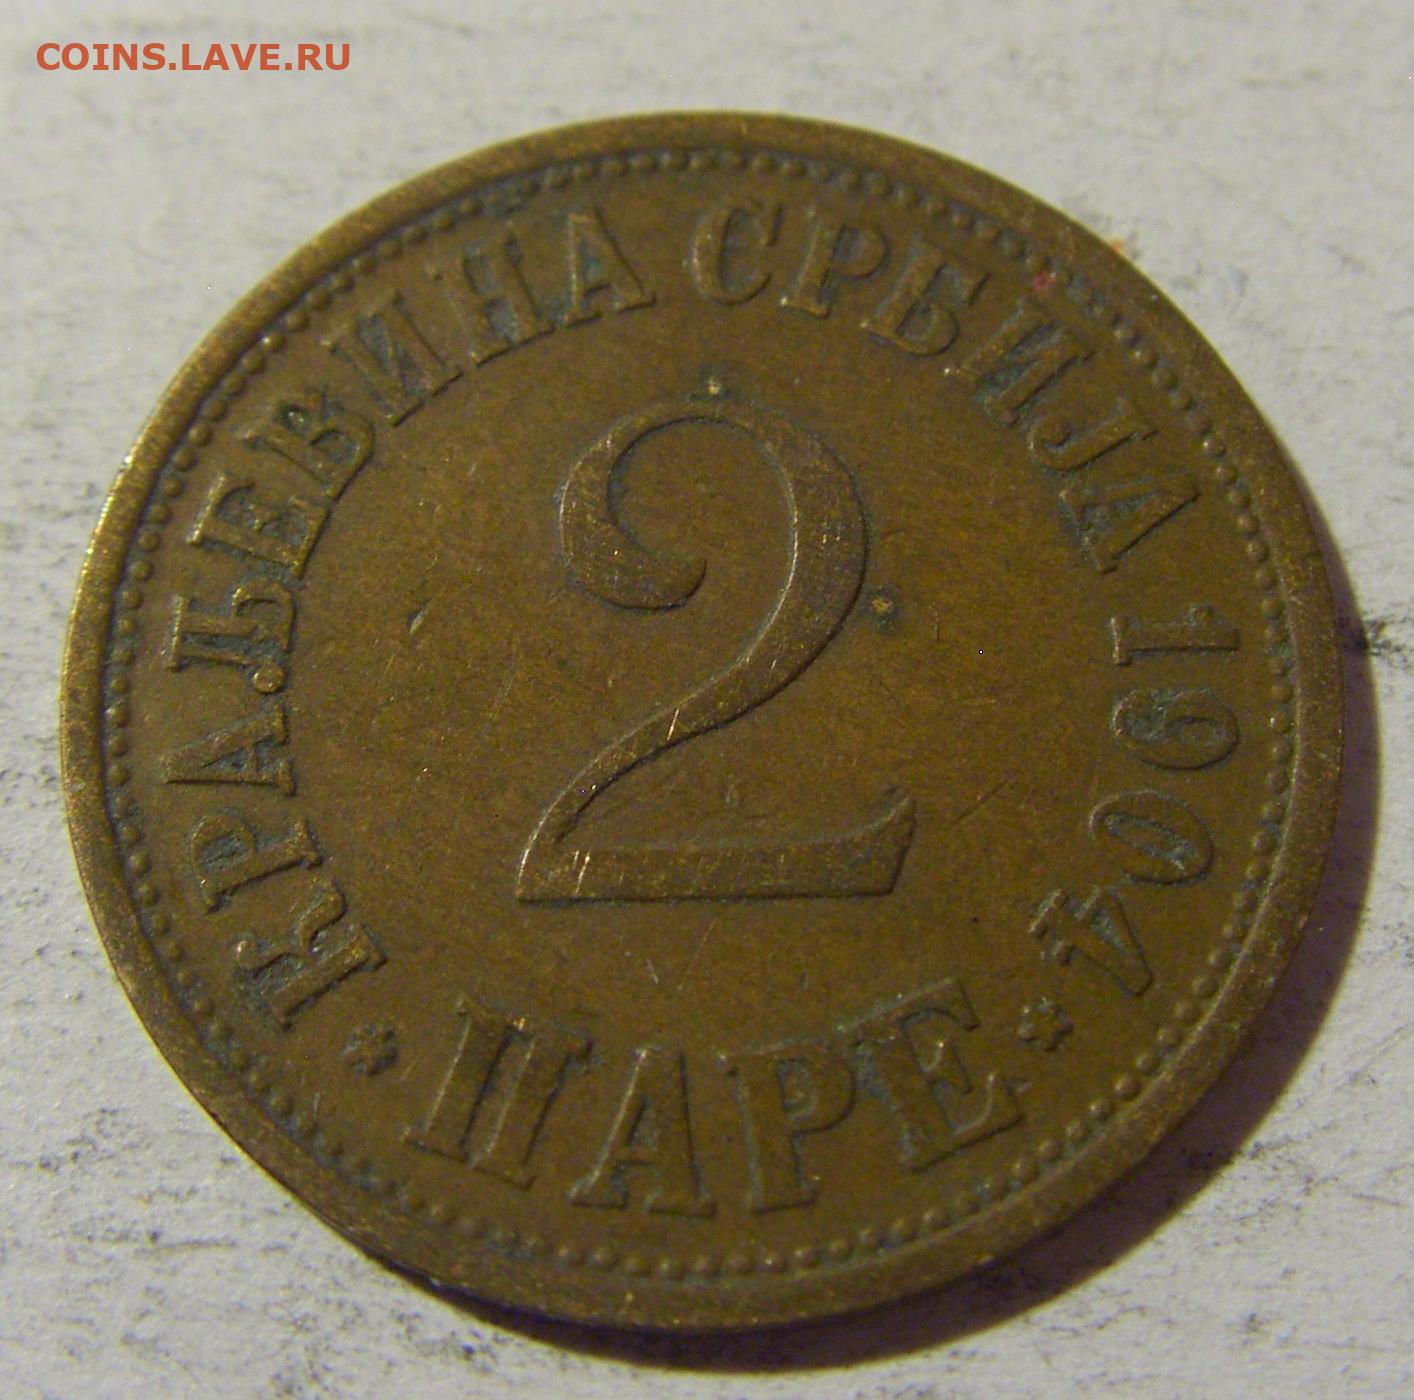 COINS.LAVE.RU
КРАЉЕВИНА СРБИЈА 1904
2
* ПАРЕ *